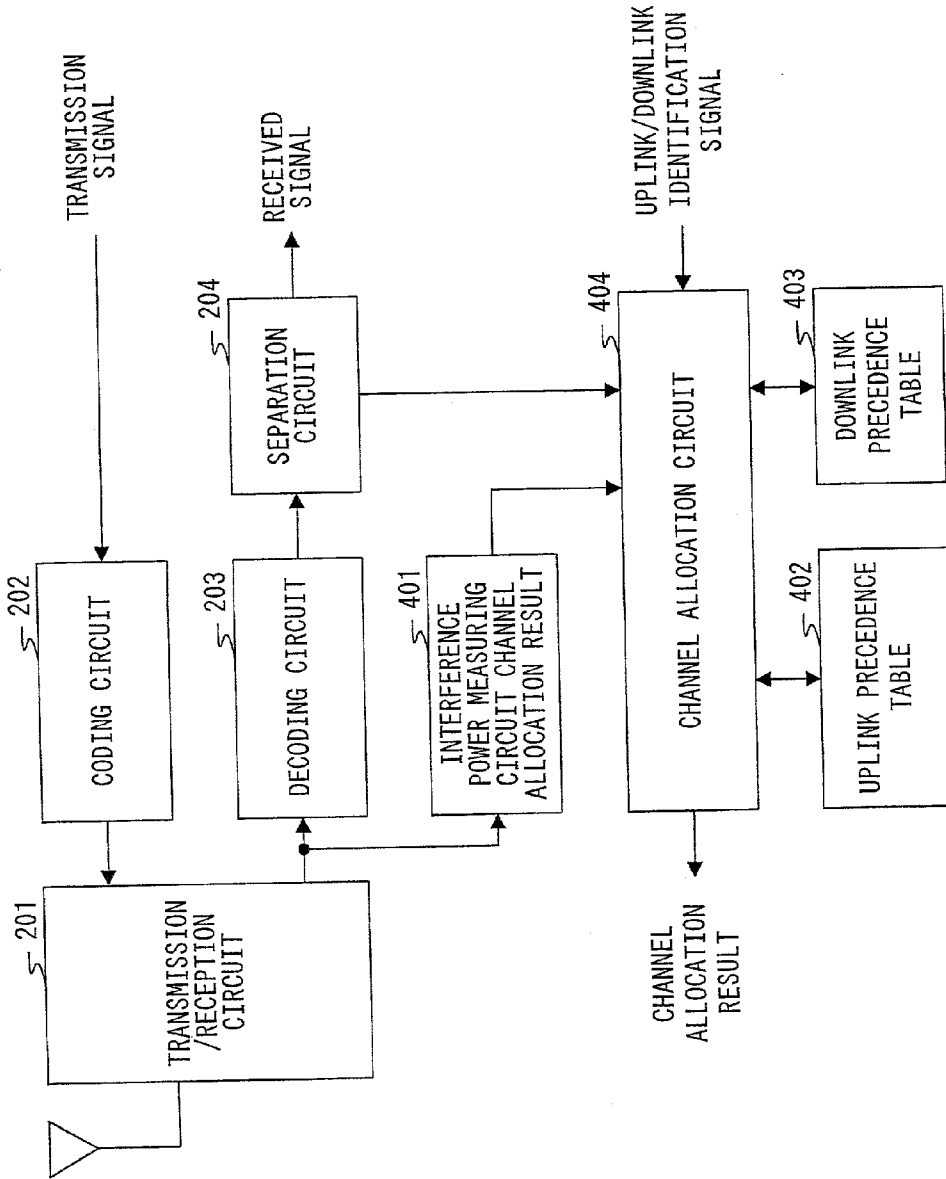 TRANSMISSION
SIGNAL
202
CODING CIRCUIT
201
TRANSMISSION
/RECEPTION
CIRCUIT
RECEIVED
SIGNAL
204
SEPARATION
CIRCUIT
203
DECODING CIRCUIT
401
INTERFERENCE
POWER MEASURING
CIRCUIT CHANNEL
ALLOCATION RESULT
UPLINK/DOWNLINK
IDENTIFICATION
SIGNAL
404
CHANNEL ALLOCATION CIRCUIT
CHANNEL
ALLOCATION
RESULT
402
UPLINK PRECEDENCE
TABLE
403
DOWNLINK
PRECEDENCE
TABLE